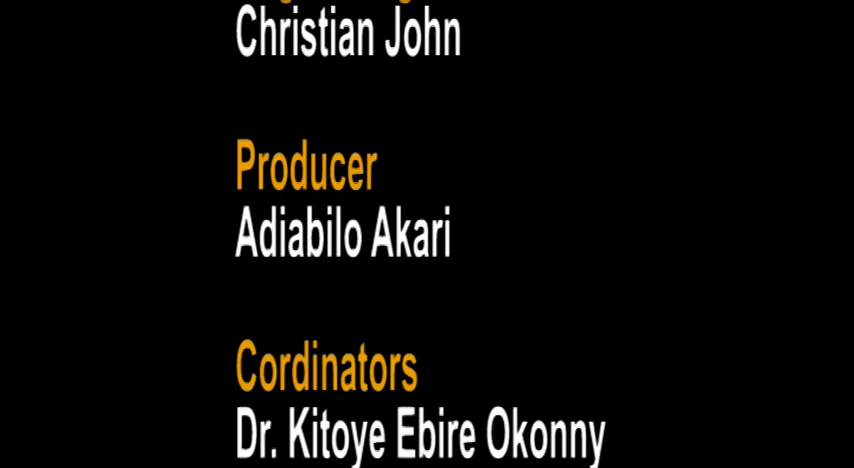 Christian John
Producer
Adiabilo Akari
Cordinators
Dr. Kitoye Ebire Okonny